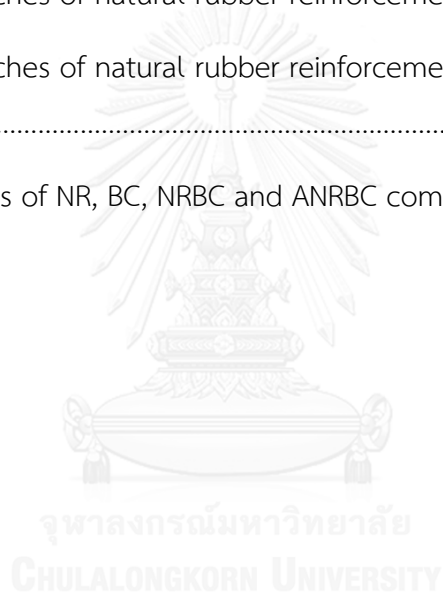 ches of natural rubber reinforceme
ches of natural rubber reinforceme
................................................................................
s of NR, BC, NRBC and ANRBC com
จุฬาลงกรณ์มหาวิทยาลัย
CHULALONGKORN UNIVERSITY